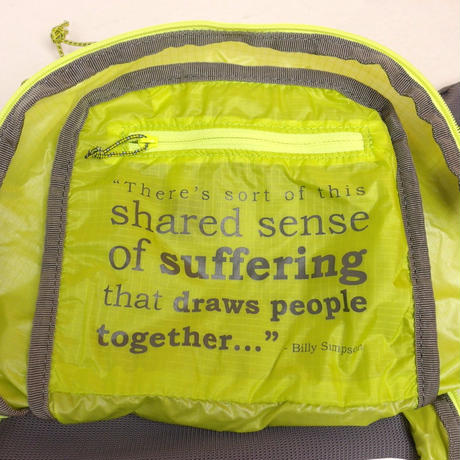 “There's sort of this
shared sense
of suffering
that draws people
together...”
- Billy Simpson